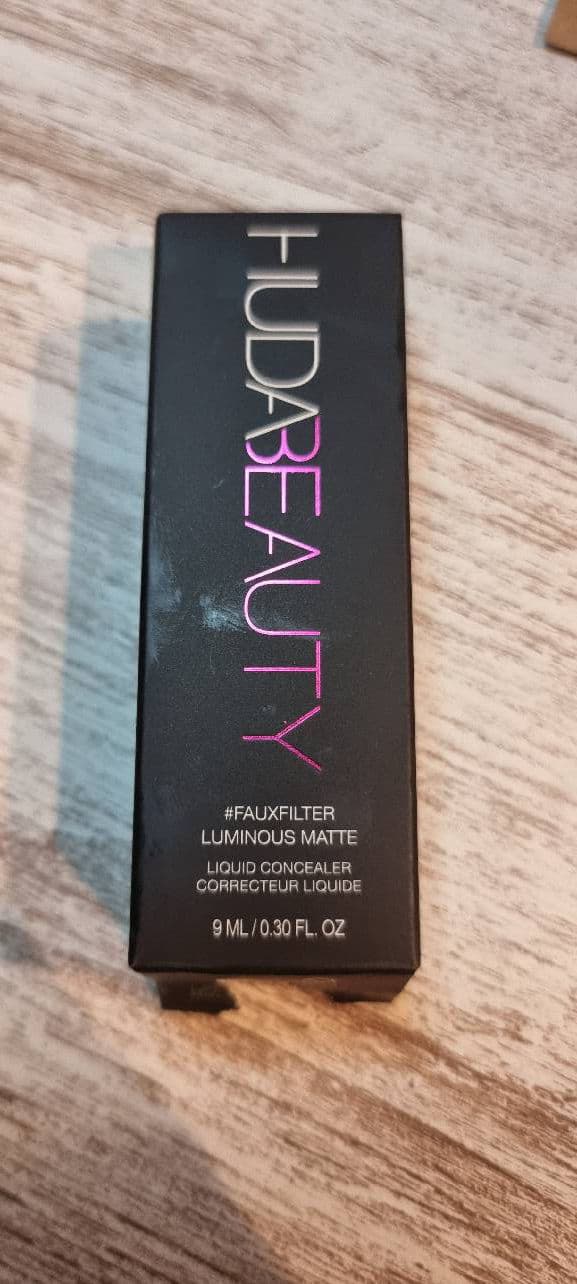 HUDABEAUTY
#FAUXFILTER
LUMINOUS MATTE
LIQUID CONCEALER
CORRECTEUR LIQUIDE
9 ML / 0.30 FL. OZ